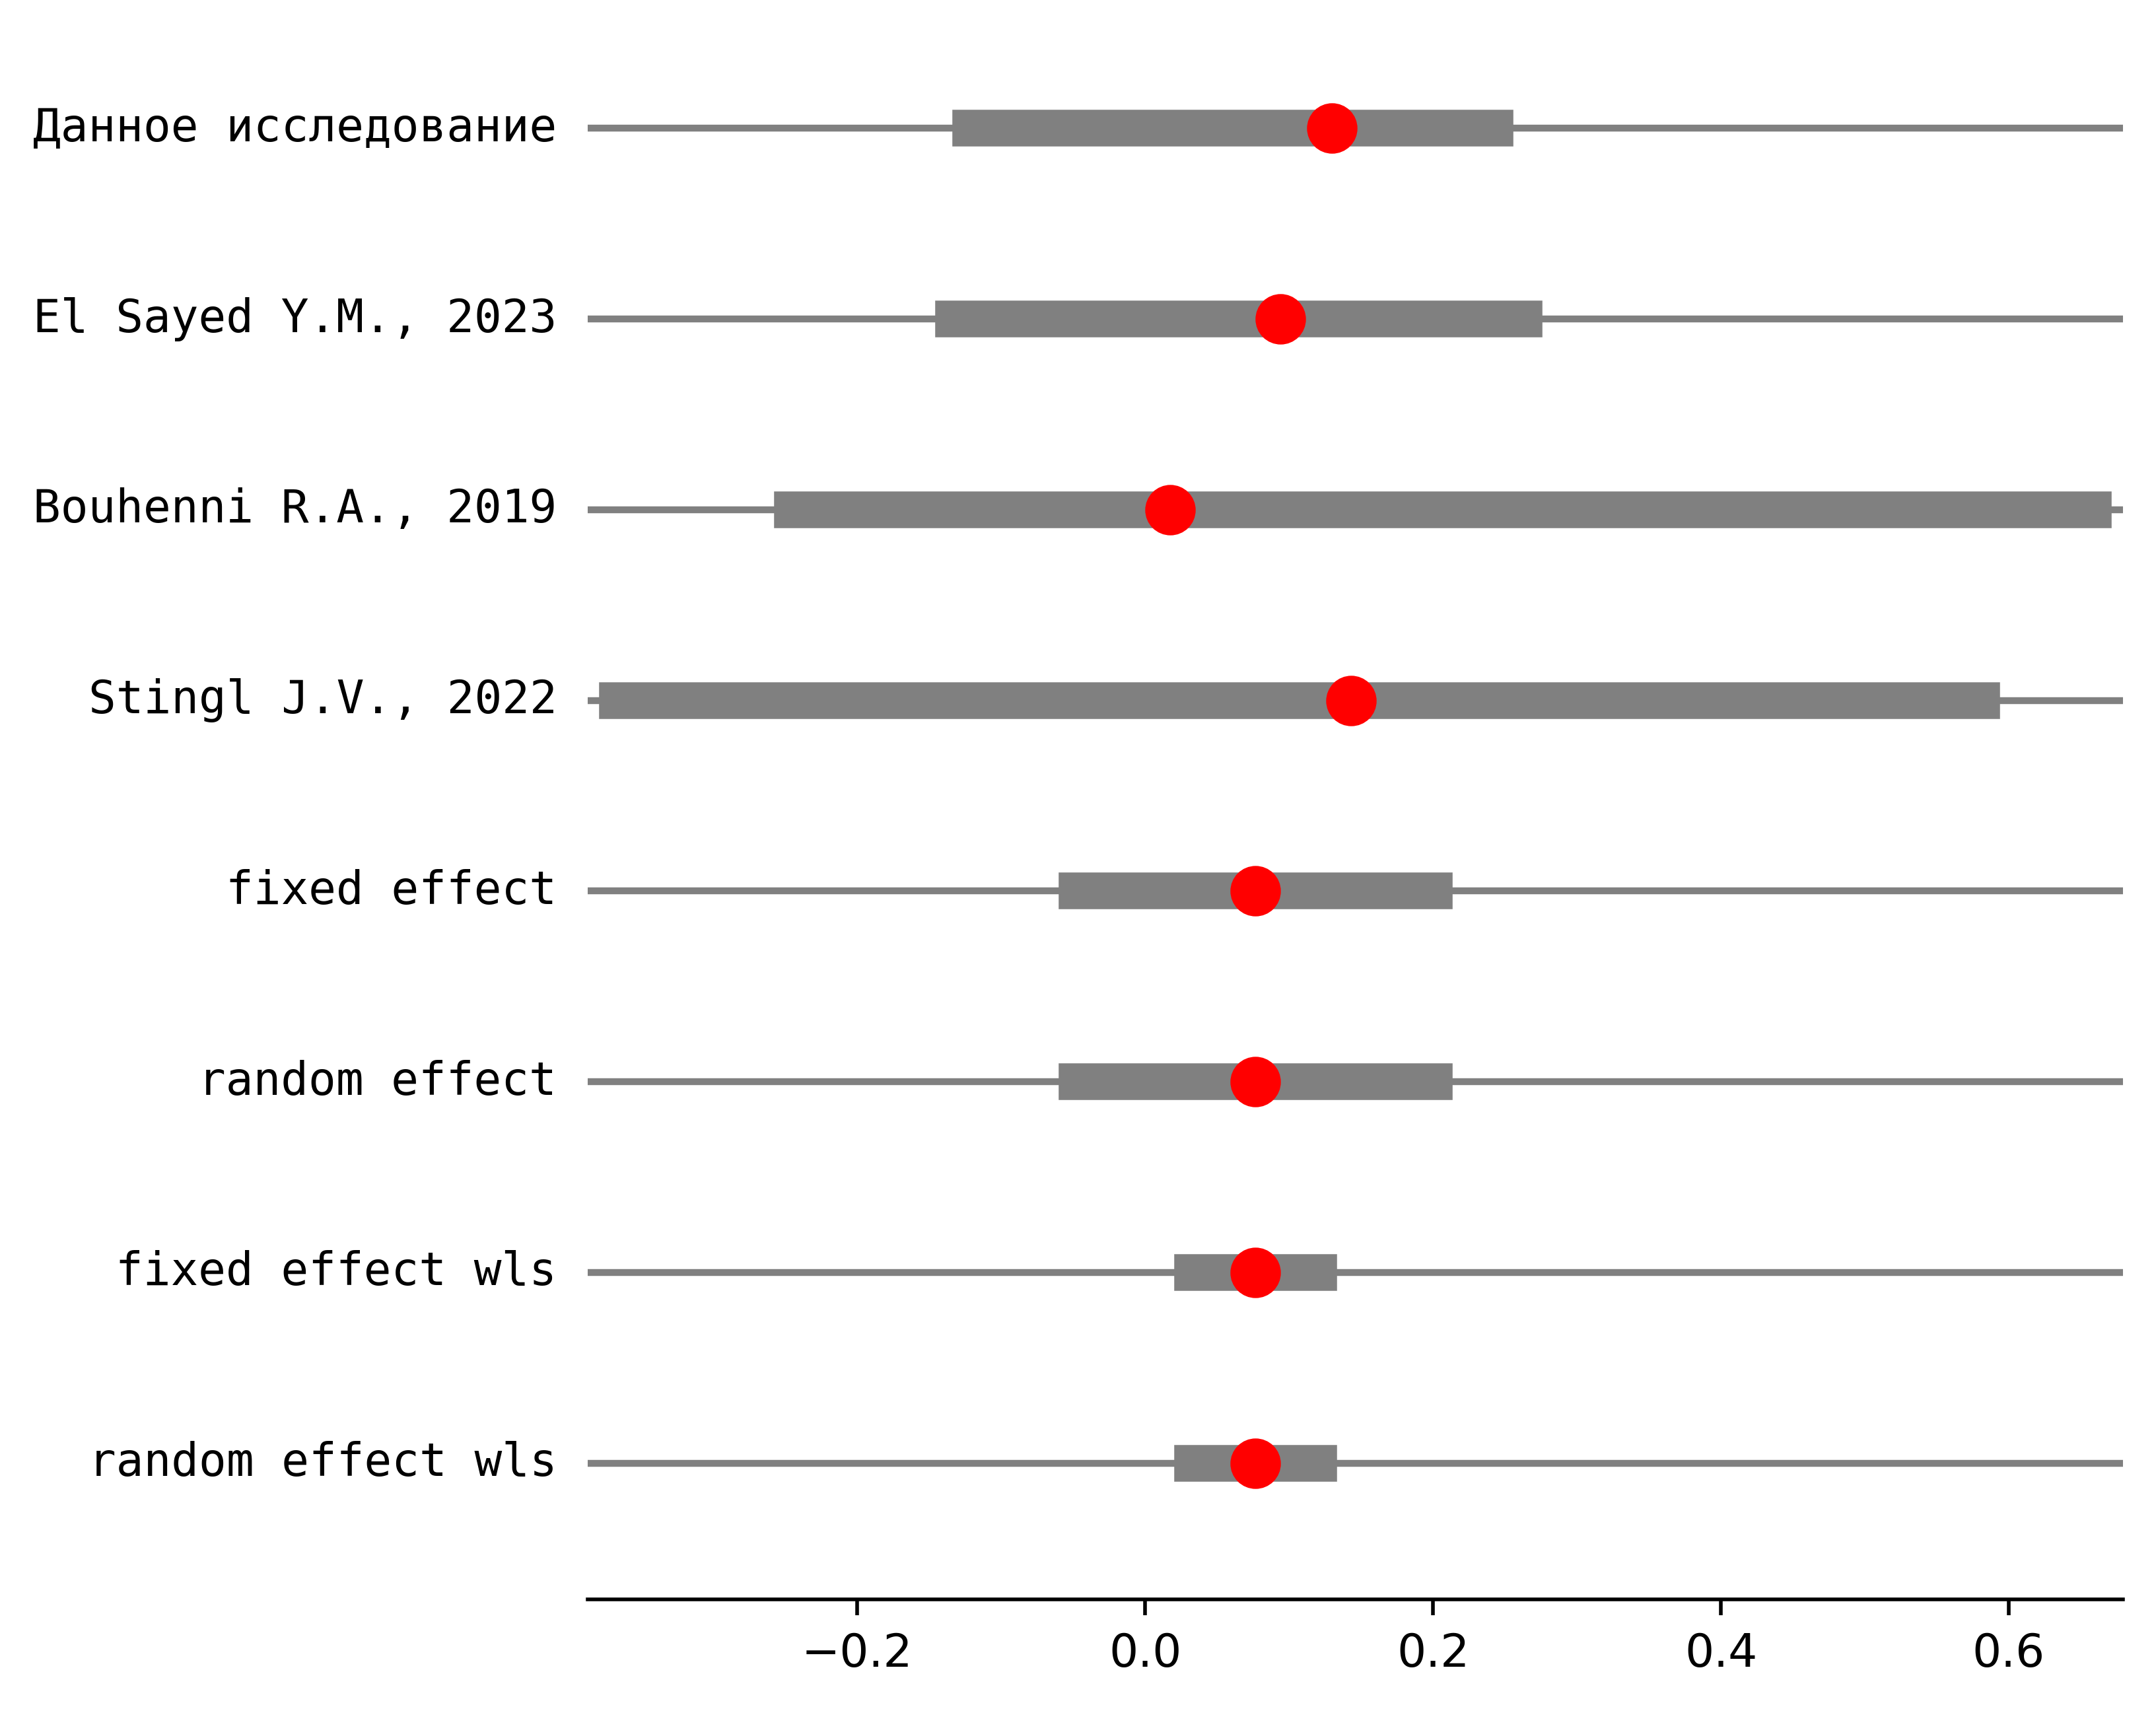 Данное исследование
El Sayed Y.M., 2023
Bouhenni R.A., 2019
Stingl J.V., 2022
fixed effect
random effect
fixed effect wls
random effect wls
−0.2 0.0 0.2 0.4 0.6